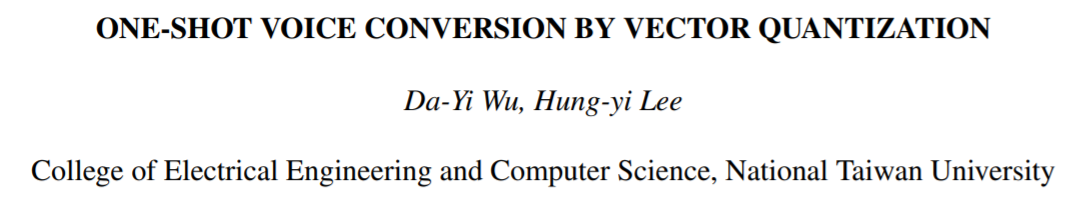 ONE-SHOT VOICE CONVERSION BY VECTOR QUANTIZATION
Da-Yi Wu, Hung-yi Lee
College of Electrical Engineering and Computer Science, National Taiwan University